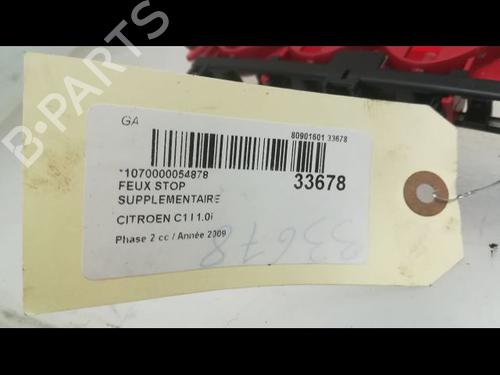 GA
80901601 33678
*1070000054878
33678
FEUX STOP
SUPPLEMENTAIRE
CITROEN C1 I 1.0i
Phase 2 cc / Année 2009
33678
B-PARTS